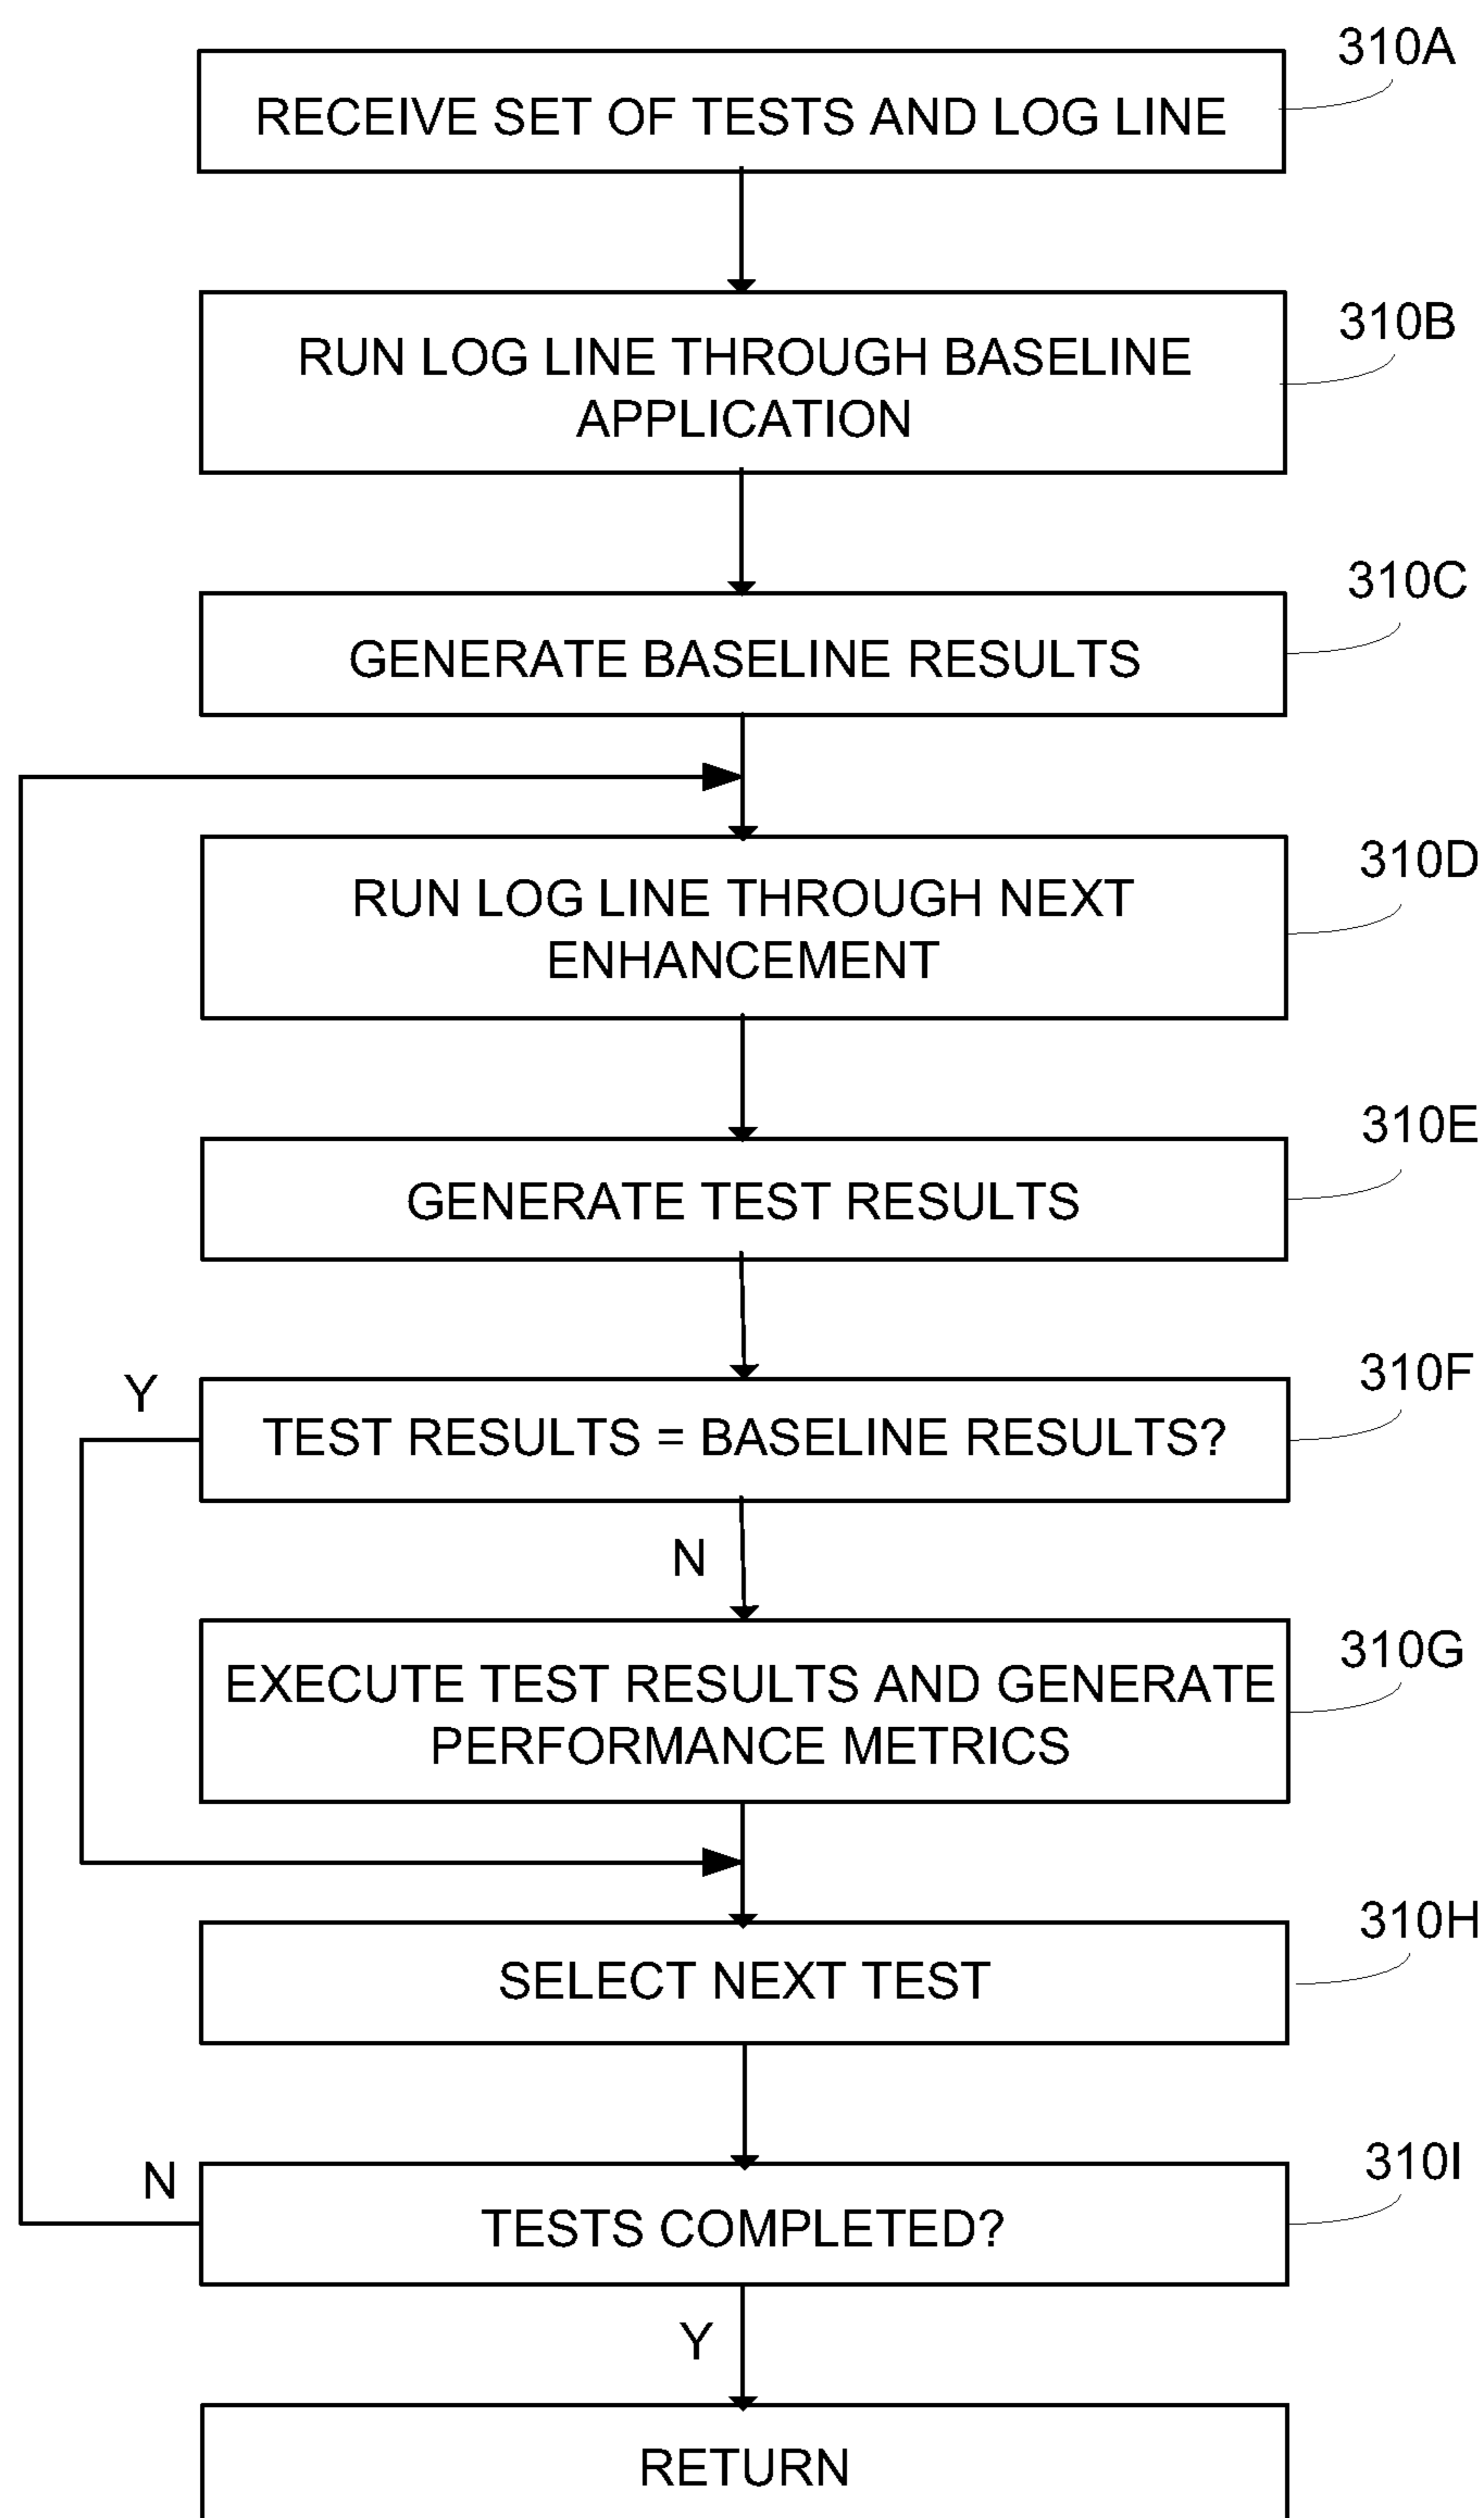 310A
RECEIVE SET OF TESTS AND LOG LINE
310B
RUN LOG LINE THROUGH BASELINE
APPLICATION
310C
GENERATE BASELINE RESULTS
310D
RUN LOG LINE THROUGH NEXT
ENHANCEMENT
310E
GENERATE TEST RESULTS
310F
Y
TEST RESULTS = BASELINE RESULTS?
N
310G
EXECUTE TEST RESULTS AND GENERATE
PERFORMANCE METRICS
310H
SELECT NEXT TEST
310I
N
TESTS COMPLETED?
Y
RETURN